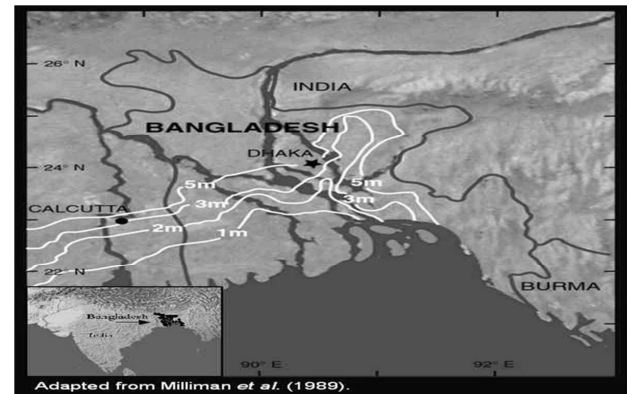 26° N
INDIA
BANGLADESH
DHAKA
24° N
5m
5m
CALCUTTA
3m
3m
2m
1m
22° N
BURMA
Bangladesh
India
90° E
92° E
Adapted from Milliman et al. (1989).